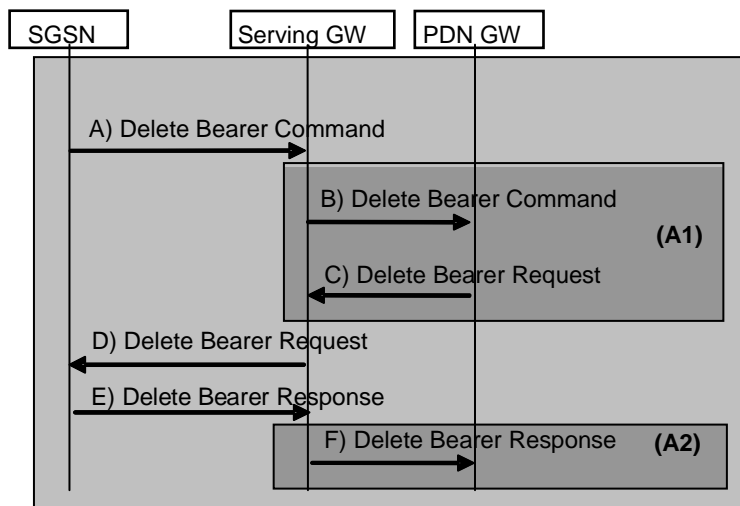 SGSN
Serving GW
PDN GW
A) Delete Bearer Command
B) Delete Bearer Command
(A1)
C) Delete Bearer Request
D) Delete Bearer Request
E) Delete Bearer Response
F) Delete Bearer Response
(A2)